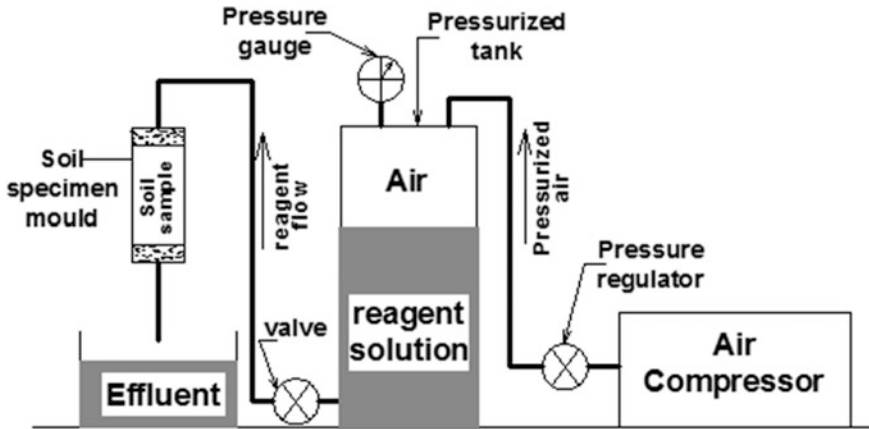 Pressure
gauge
Pressurized
tank
Soil
specimen
mould
Soil
sample
reagent
flow
Air
Pressurized
air
Pressure
regulator
valve
reagent
solution
Air
Compressor
Effluent